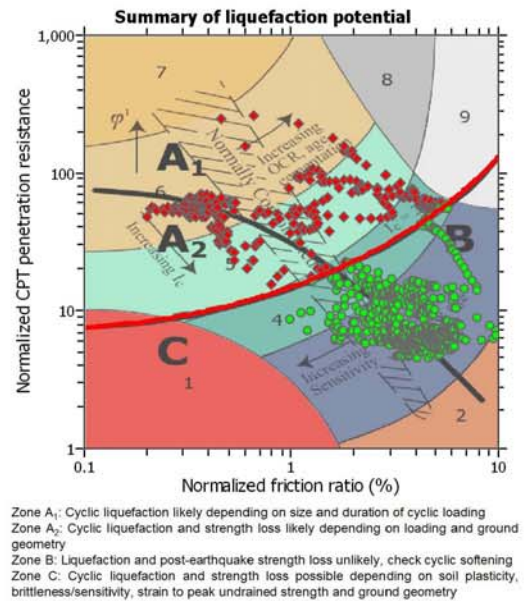 Summary of liquefaction potential
1,000
100
10
1
Normalized CPT penetration resistance
7
8
9
φ'
A1
6
Normally
Increasing
OCR, age,
cementation
A2
Increasing Ic
5
B
4
C
1
Increasing
Sensitivity
2
0.1
1
10
Normalized friction ratio (%)
Zone A1: Cyclic liquefaction likely depending on size and duration of cyclic loading
Zone A2: Cyclic liquefaction and strength loss likely depending on loading and ground
geometry
Zone B: Liquefaction and post-earthquake strength loss unlikely, check cyclic softening
Zone C: Cyclic liquefaction and strength loss possible depending on soil plasticity,
brittleness/sensitivity, strain to peak undrained strength and ground geometry